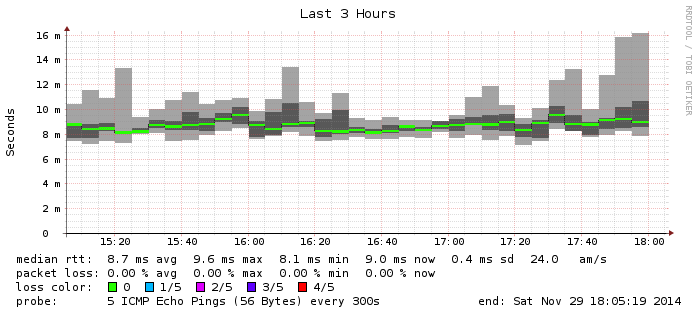 Last 3 Hours
RRDTOOL / TOBI OETIKER
Seconds
16 m
14 m
12 m
10 m
8 m
6 m
4 m
2 m
0
15:20 15:40 16:00 16:20 16:40 17:00 17:20 17:40 18:00
median rtt: 8.7 ms avg 9.6 ms max 8.1 ms min 9.0 ms now 0.4 ms sd 24.0 am/s
packet loss: 0.00 % avg 0.00 % max 0.00 % min 0.00 % now
loss color: 0 1/5 2/5 3/5 4/5
probe: 5 ICMP Echo Pings (56 Bytes) every 300s end: Sat Nov 29 18:05:19 2014